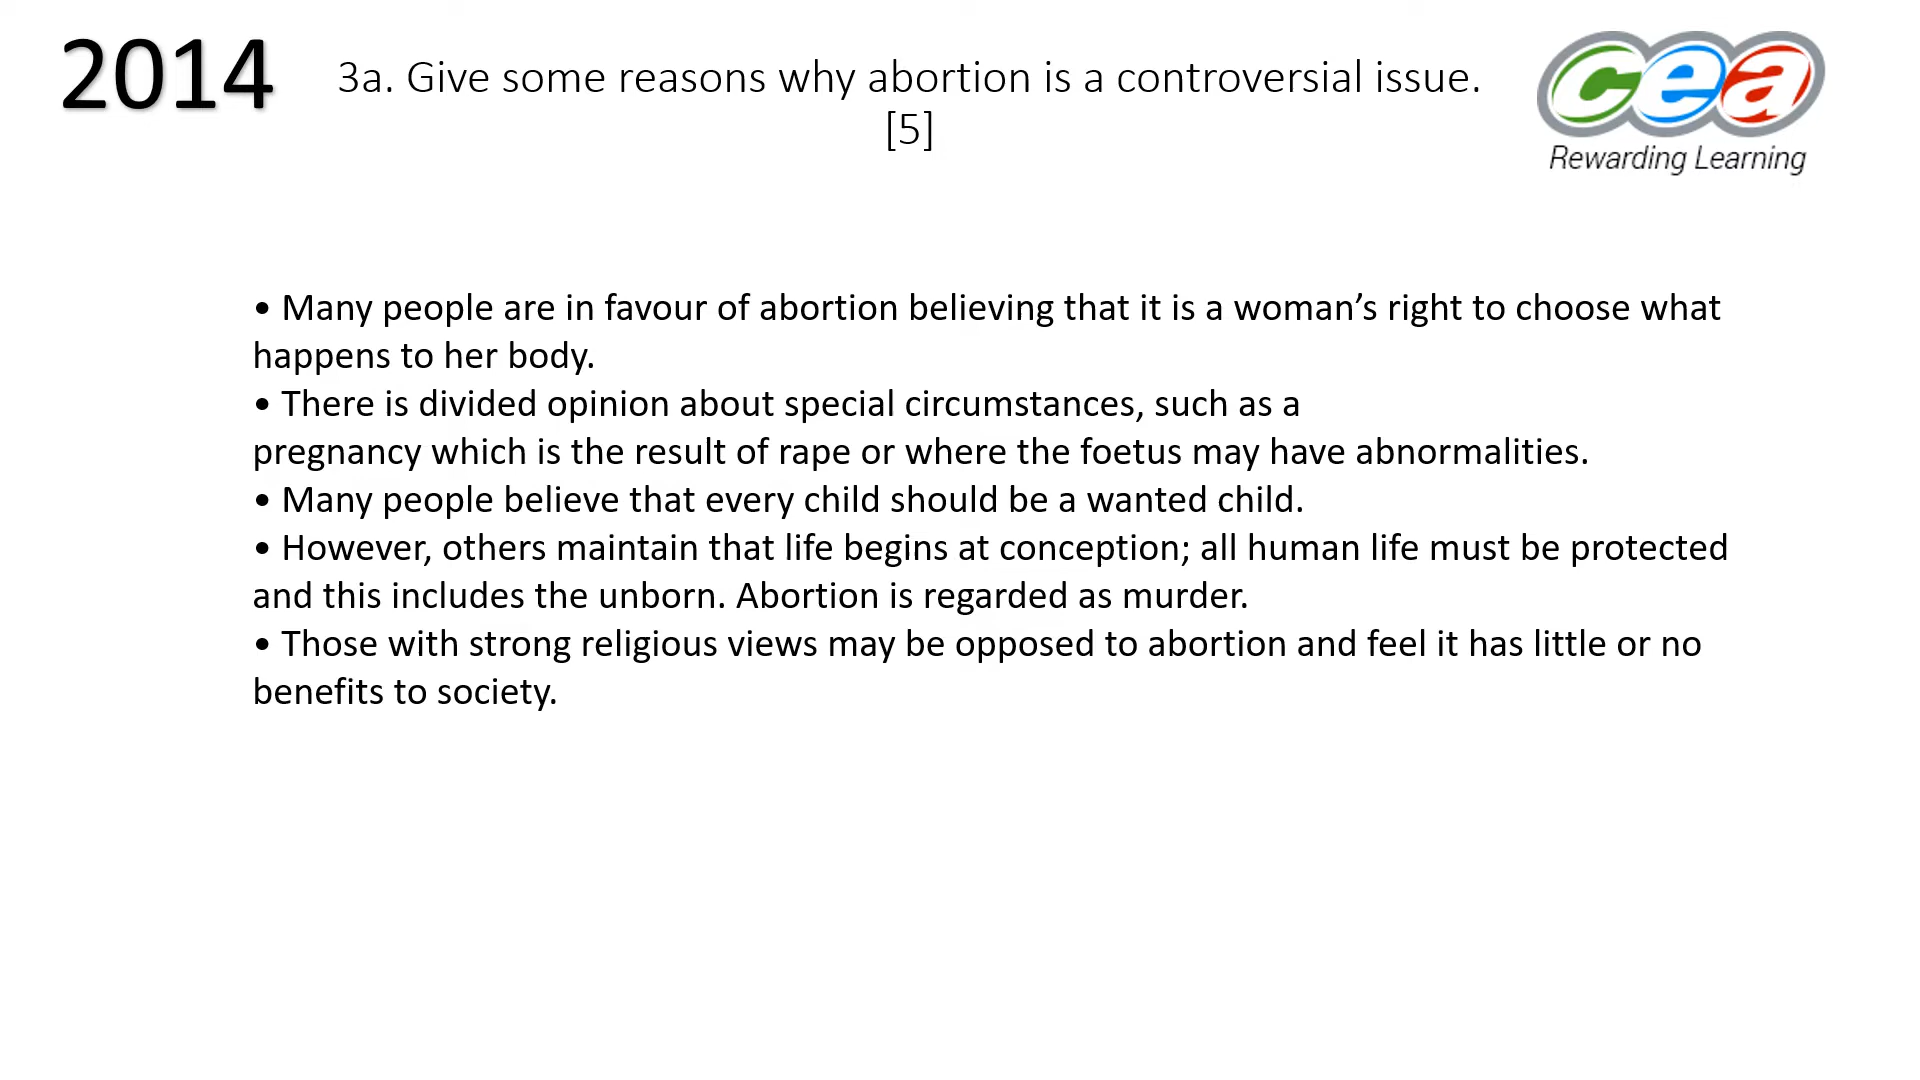 2014
3a. Give some reasons why abortion is a controversial issue.
[5]
cea
Rewarding Learning
• Many people are in favour of abortion believing that it is a woman’s right to choose what
happens to her body.
• There is divided opinion about special circumstances, such as a
pregnancy which is the result of rape or where the foetus may have abnormalities.
• Many people believe that every child should be a wanted child.
• However, others maintain that life begins at conception; all human life must be protected
and this includes the unborn. Abortion is regarded as murder.
• Those with strong religious views may be opposed to abortion and feel it has little or no
benefits to society.